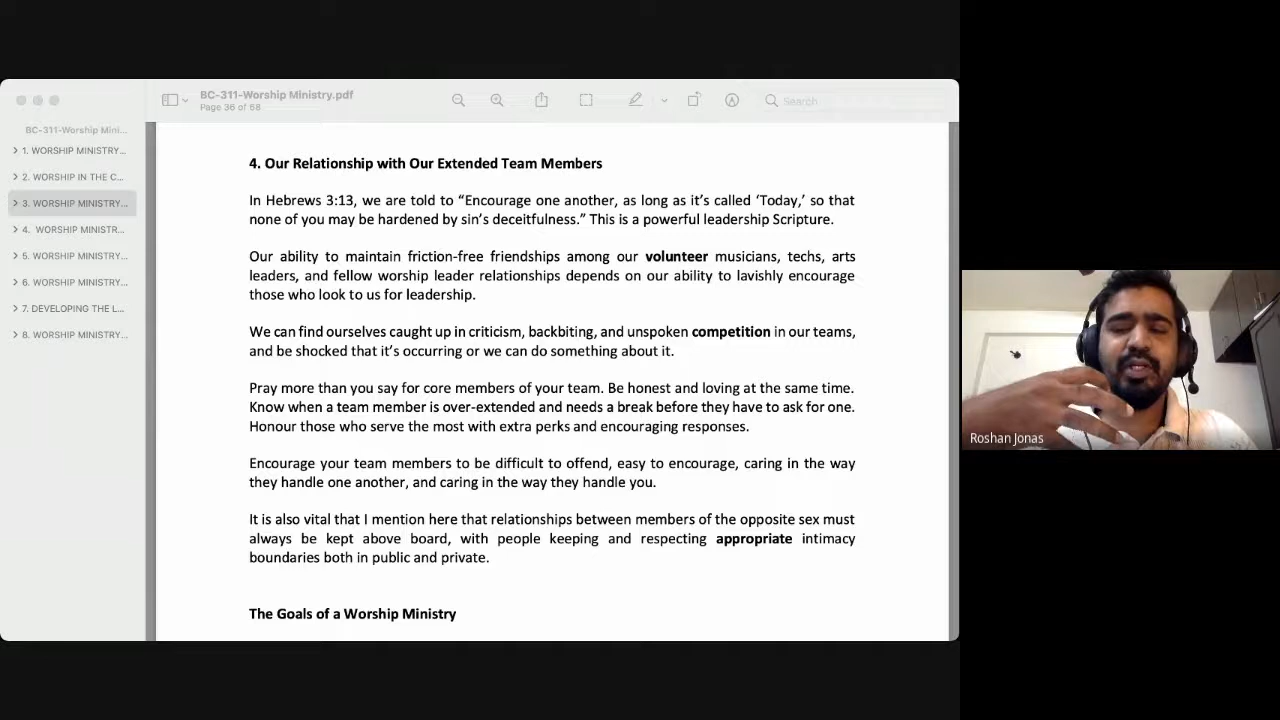 BC-311-Worship Ministry.pdf
Page 36 of 68
Search
BC-311-Worship Mini...
1. WORSHIP MINISTRY...
2. WORSHIP IN THE C...
3. WORSHIP MINISTRY...
4. WORSHIP MINISTR...
5. WORSHIP MINISTRY...
6. WORSHIP MINISTRY...
7. DEVELOPING THE L...
8. WORSHIP MINISTRY...
4. Our Relationship with Our Extended Team Members
In Hebrews 3:13, we are told to “Encourage one another, as long as it’s called ‘Today,’ so that
none of you may be hardened by sin’s deceitfulness.” This is a powerful leadership Scripture.
Our ability to maintain friction-free friendships among our volunteer musicians, techs, arts
leaders, and fellow worship leader relationships depends on our ability to lavishly encourage
those who look to us for leadership.
We can find ourselves caught up in criticism, backbiting, and unspoken competition in our teams,
and be shocked that it’s occurring or we can do something about it.
Pray more than you say for core members of your team. Be honest and loving at the same time.
Know when a team member is over-extended and needs a break before they have to ask for one.
Honour those who serve the most with extra perks and encouraging responses.
Encourage your team members to be difficult to offend, easy to encourage, caring in the way
they handle one another, and caring in the way they handle you.
It is also vital that I mention here that relationships between members of the opposite sex must
always be kept above board, with people keeping and respecting appropriate intimacy
boundaries both in public and private.
The Goals of a Worship Ministry
Roshan Jonas